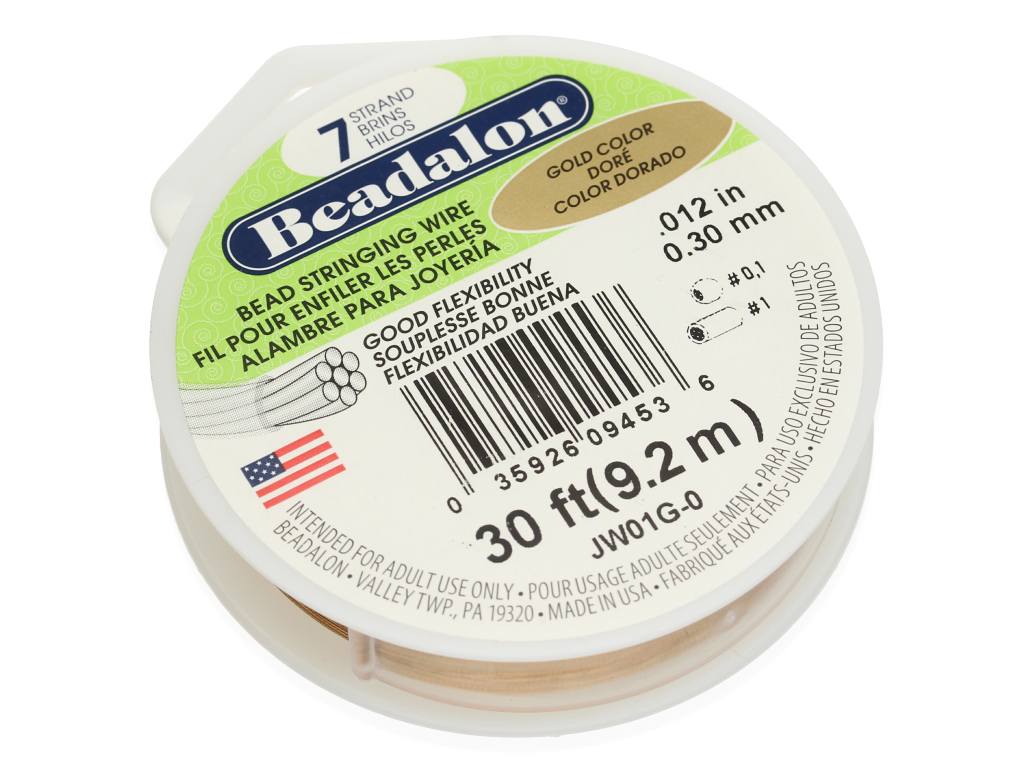 7
STRAND
BRINS
HILOS
Beadalon®
GOLD COLOR
DORÉ
COLOR DORADO
BEAD STRINGING WIRE
FIL POUR ENFILER LES PERLES
ALAMBRE PARA JOYERÍA
.012 in
0.30 mm
GOOD FLEXIBILITY
SOUPLESSE BONNE
FLEXIBILIDAD BUENA
#0,1
#1
0 35926 09453 6
30 ft(9.2 m)
JW01G-0
INTENDED FOR ADULT USE ONLY • POUR USAGE ADULTE SEULEMENT • PARA USO EXCLUSIVO DE ADULTOS
BEADALON • VALLEY TWP., PA 19320 • MADE IN USA • FABRIQUÉ AUX ÉTATS-UNIS • HECHO EN ESTADOS UNIDOS